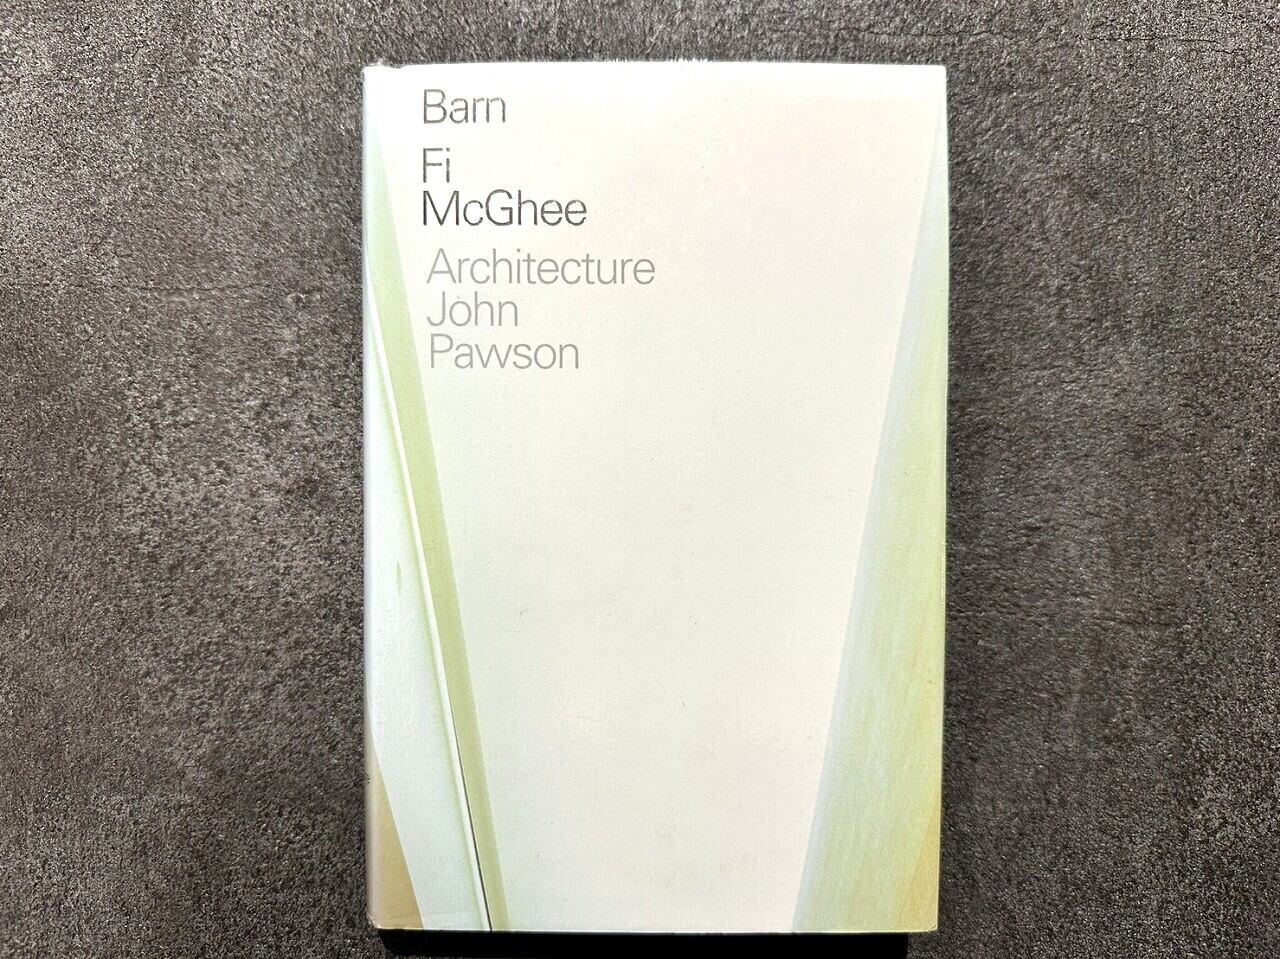 Barn
Fi
McGhee
Architecture
John
Pawson